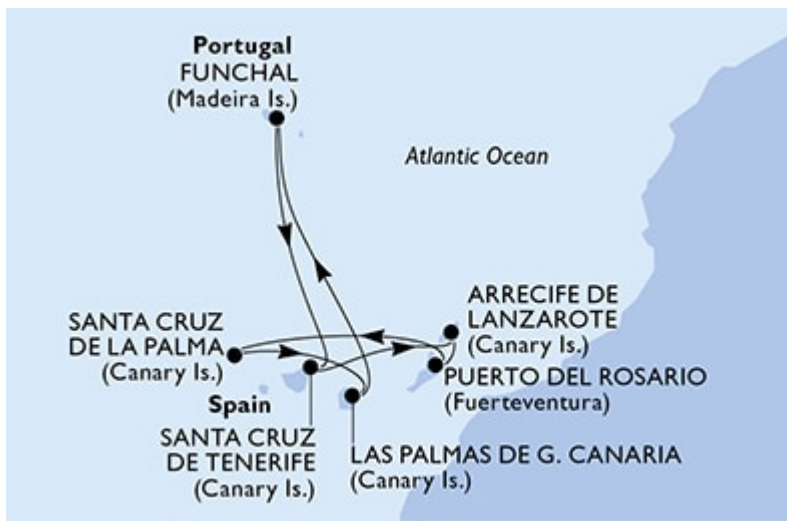 Portugal
FUNCHAL
(Madeira Is.)
Atlantic Ocean
ARRECIFE DE
LANZAROTE
(Canary Is.)
SANTA CRUZ
DE LA PALMA
(Canary Is.)
PUERTO DEL ROSARIO
(Fuerteventura)
Spain
SANTA CRUZ
DE TENERIFE
(Canary Is.)
LAS PALMAS DE G. CANARIA
(Canary Is.)